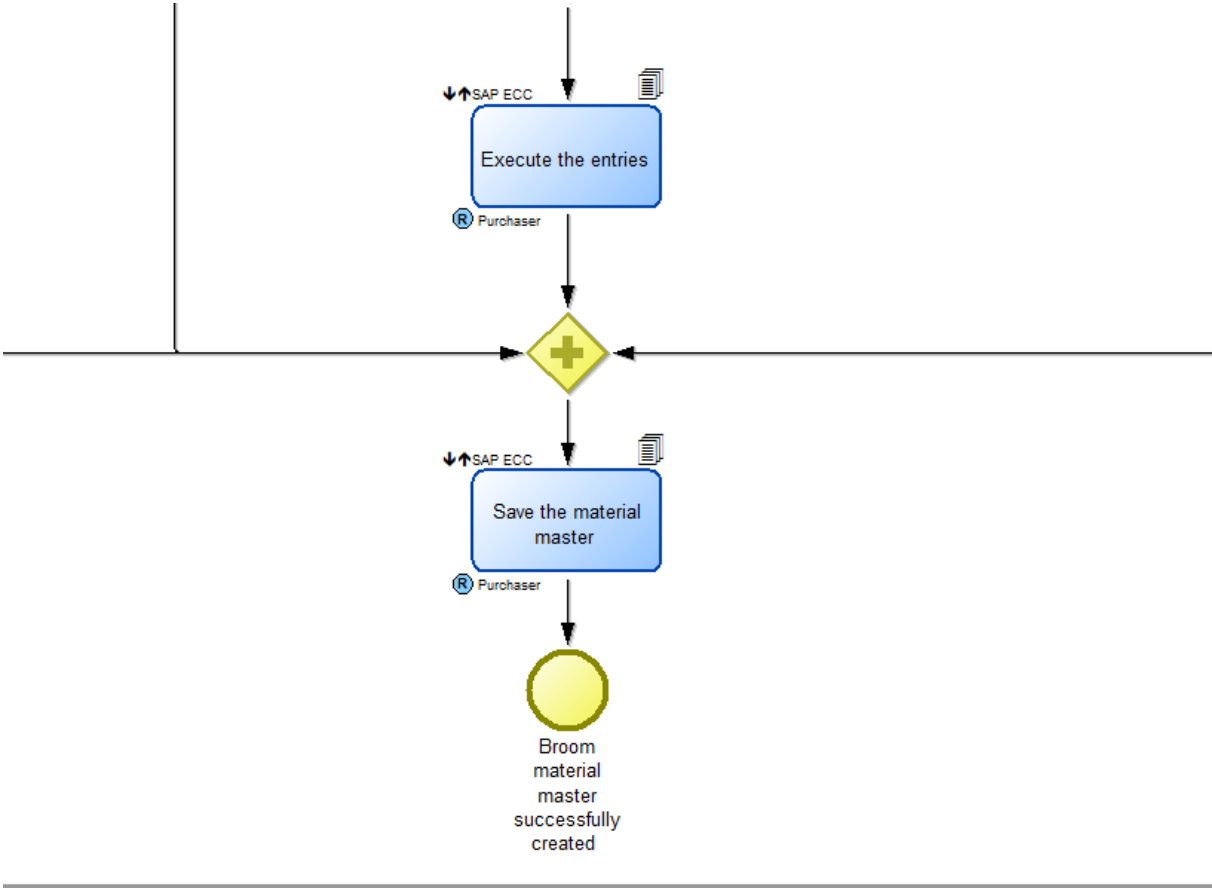 SAP ECC
Execute the entries
R Purchaser
SAP ECC
Save the material
master
R Purchaser
Broom
material
master
successfully
created